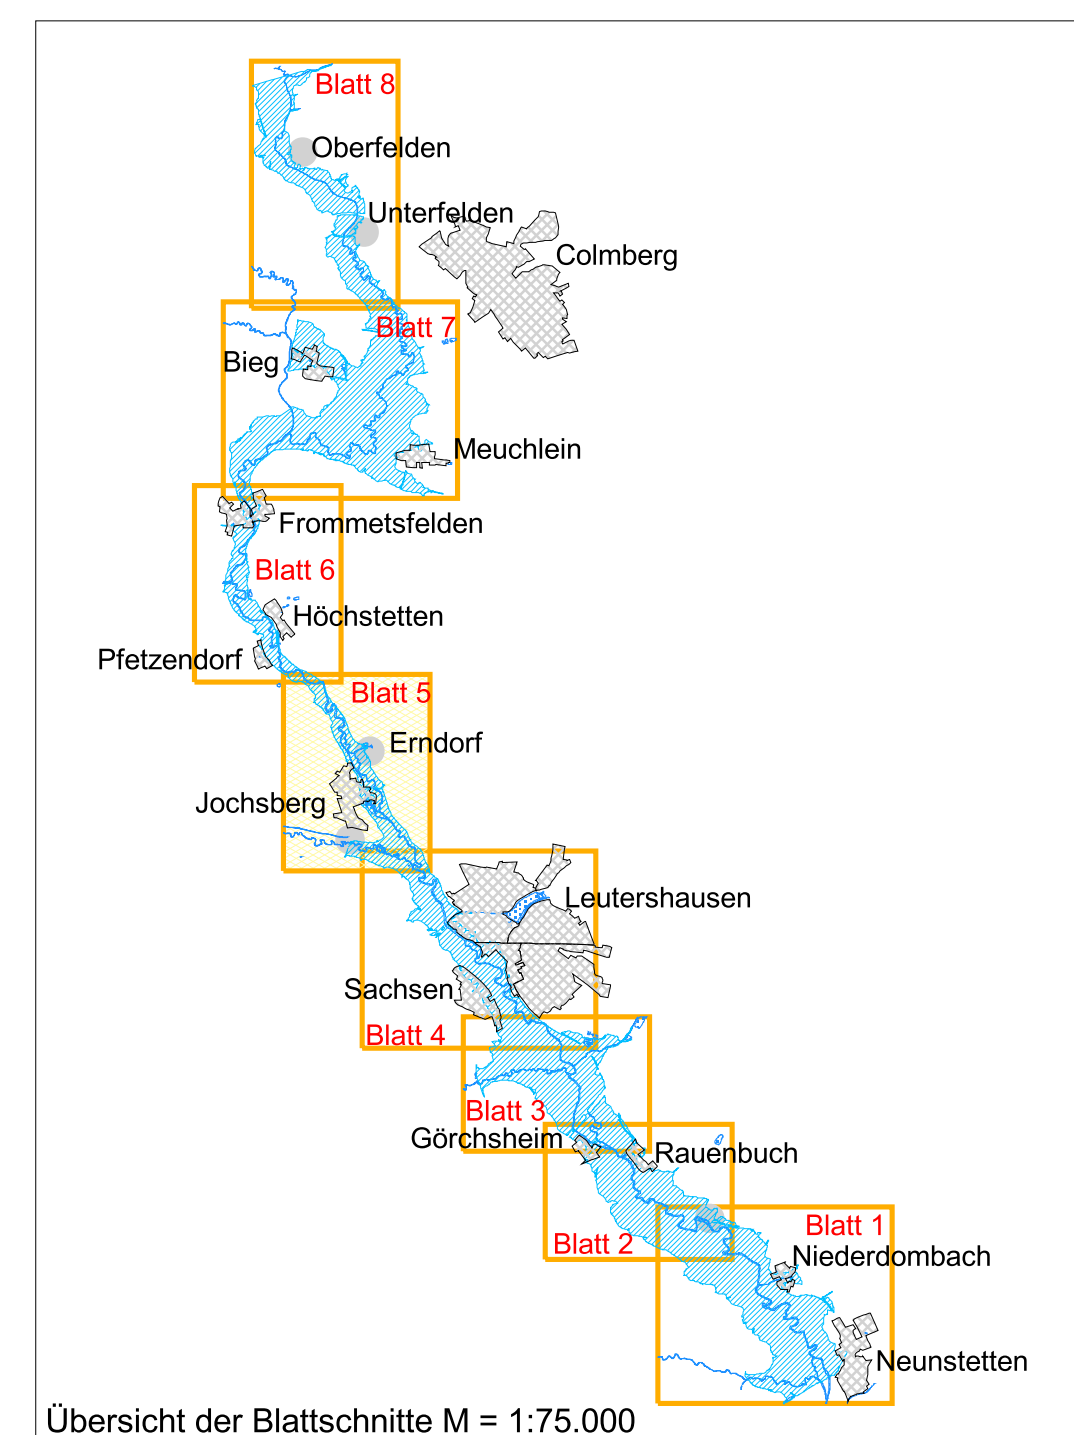 Blatt 8
Oberfelden
Unterfelden
Colmberg
Blatt 7
Bieg
Meuchlein
Frommetsfelden
Blatt 6
Höchstetten
Pfetzendorf
Blatt 5
Erndorf
Jochsberg
Leutershausen
Sachsen
Blatt 4
Blatt 3
Görchsheim
Rauenbuch
Blatt 1
Blatt 2
Niederdombach
Neunstetten
Übersicht der Blattschnitte M = 1:75.000